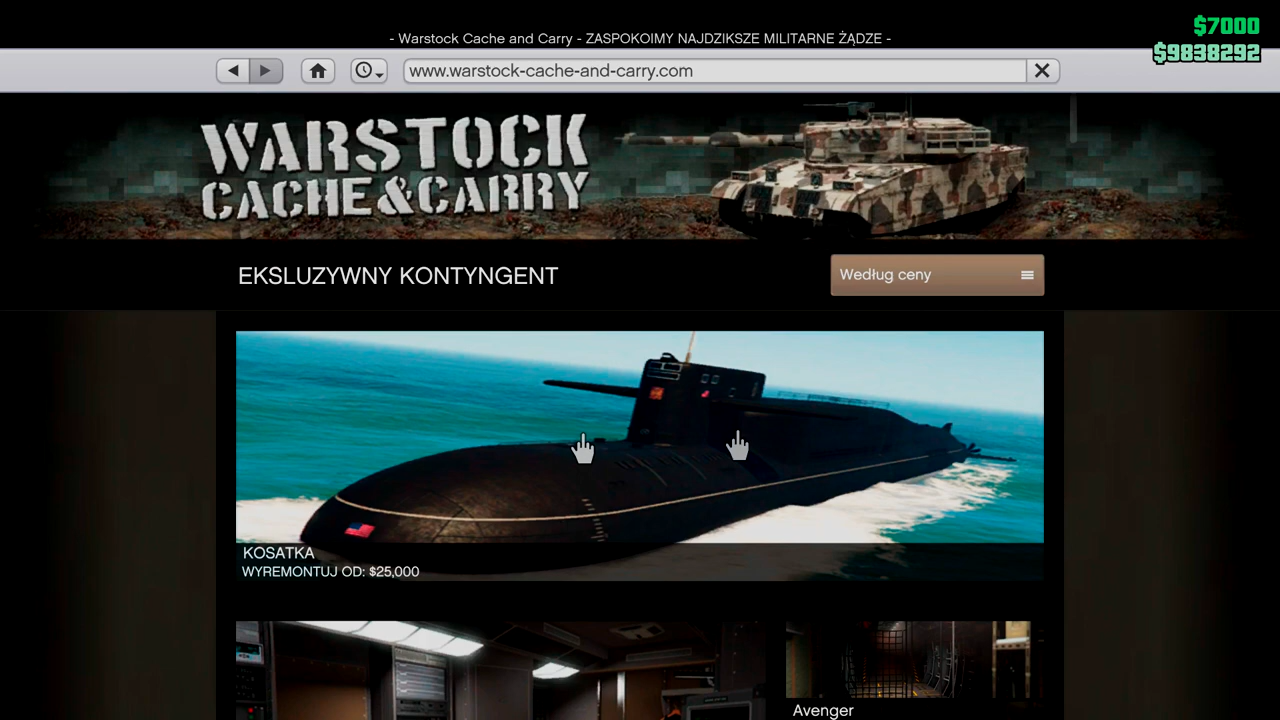 - Warstock Cache and Carry - ZASPOKOIMY NAJDZIKSZE MILITARNE ŻĄDZE -
$7000
$9838292
www.warstock-cache-and-carry.com
WARSTOCK
CACHE&CARRY
EKSLUZYWNY KONTYNGENT
Według ceny
KOSATKA
WYREMONTUJ OD: $25,000
Avenger